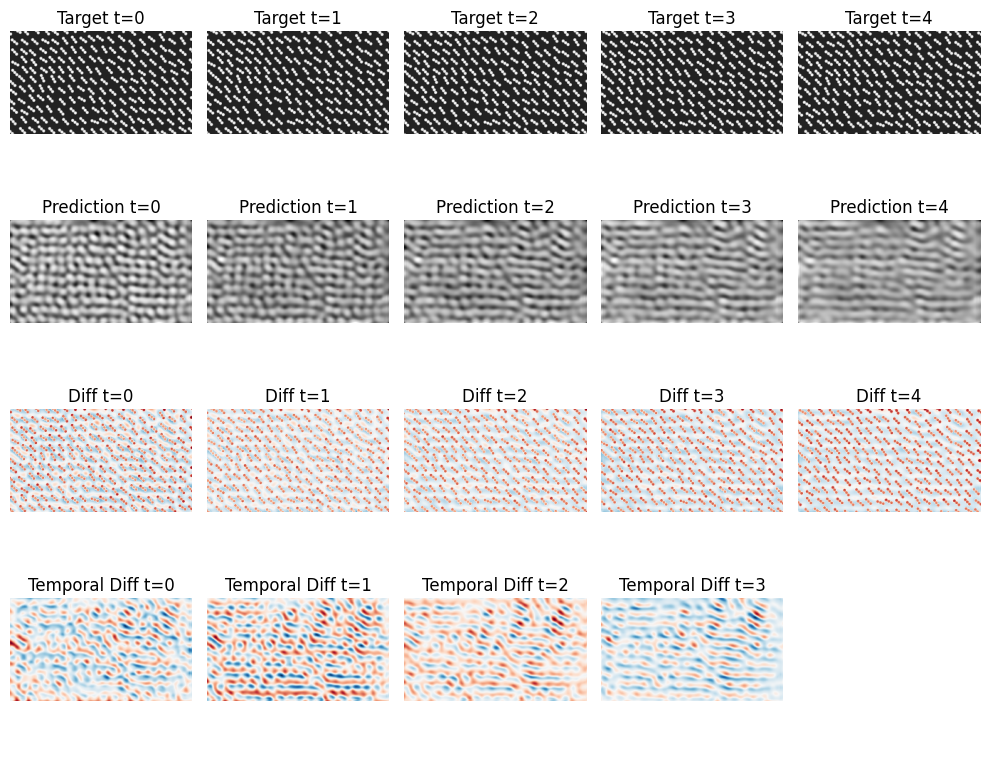 Target t=0 Target t=1 Target t=2 Target t=3 Target t=4
Prediction t=0 Prediction t=1 Prediction t=2 Prediction t=3 Prediction t=4
Diff t=0 Diff t=1 Diff t=2 Diff t=3 Diff t=4
Temporal Diff t=0 Temporal Diff t=1 Temporal Diff t=2 Temporal Diff t=3